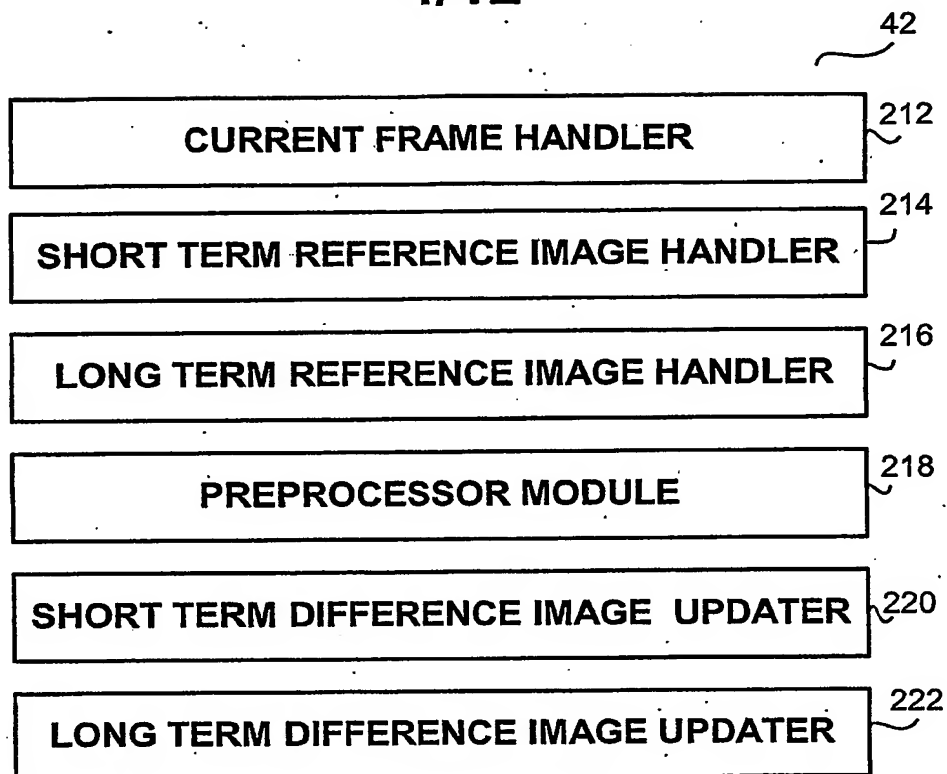 42
CURRENT FRAME HANDLER 212
SHORT TERM REFERENCE IMAGE HANDLER 214
LONG TERM REFERENCE IMAGE HANDLER 216
PREPROCESSOR MODULE 218
SHORT TERM DIFFERENCE IMAGE UPDATER 220
LONG TERM DIFFERENCE IMAGE UPDATER 222